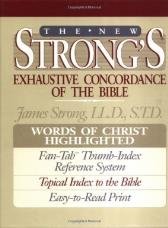 THE • NEW
STRONG'S
EXHAUSTIVE CONCORDANCE
OF THE BIBLE
James Strong, LL.D., S.T.D.
WORDS OF CHRIST
HIGHLIGHTED
Fan-Tab™ Thumb-Index
Reference System
Topical Index to the Bible
Easy-to-Read Print